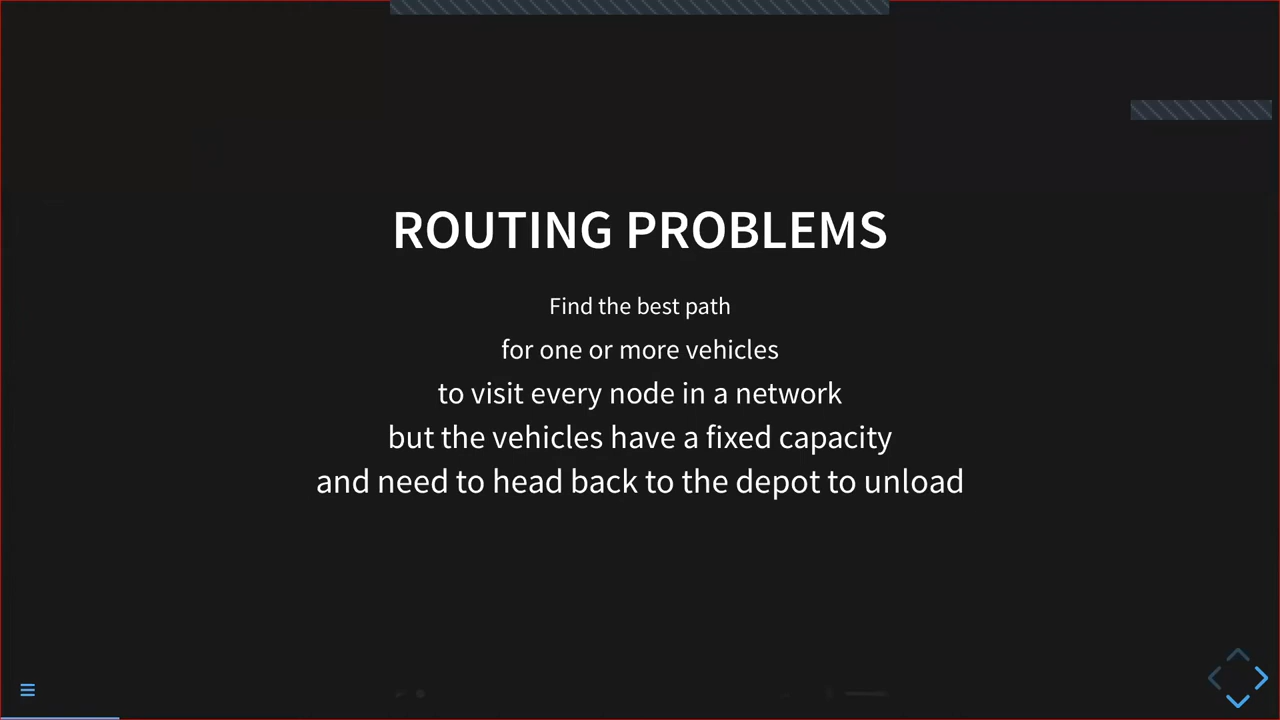 ROUTING PROBLEMS
Find the best path
for one or more vehicles
to visit every node in a network
but the vehicles have a fixed capacity
and need to head back to the depot to unload